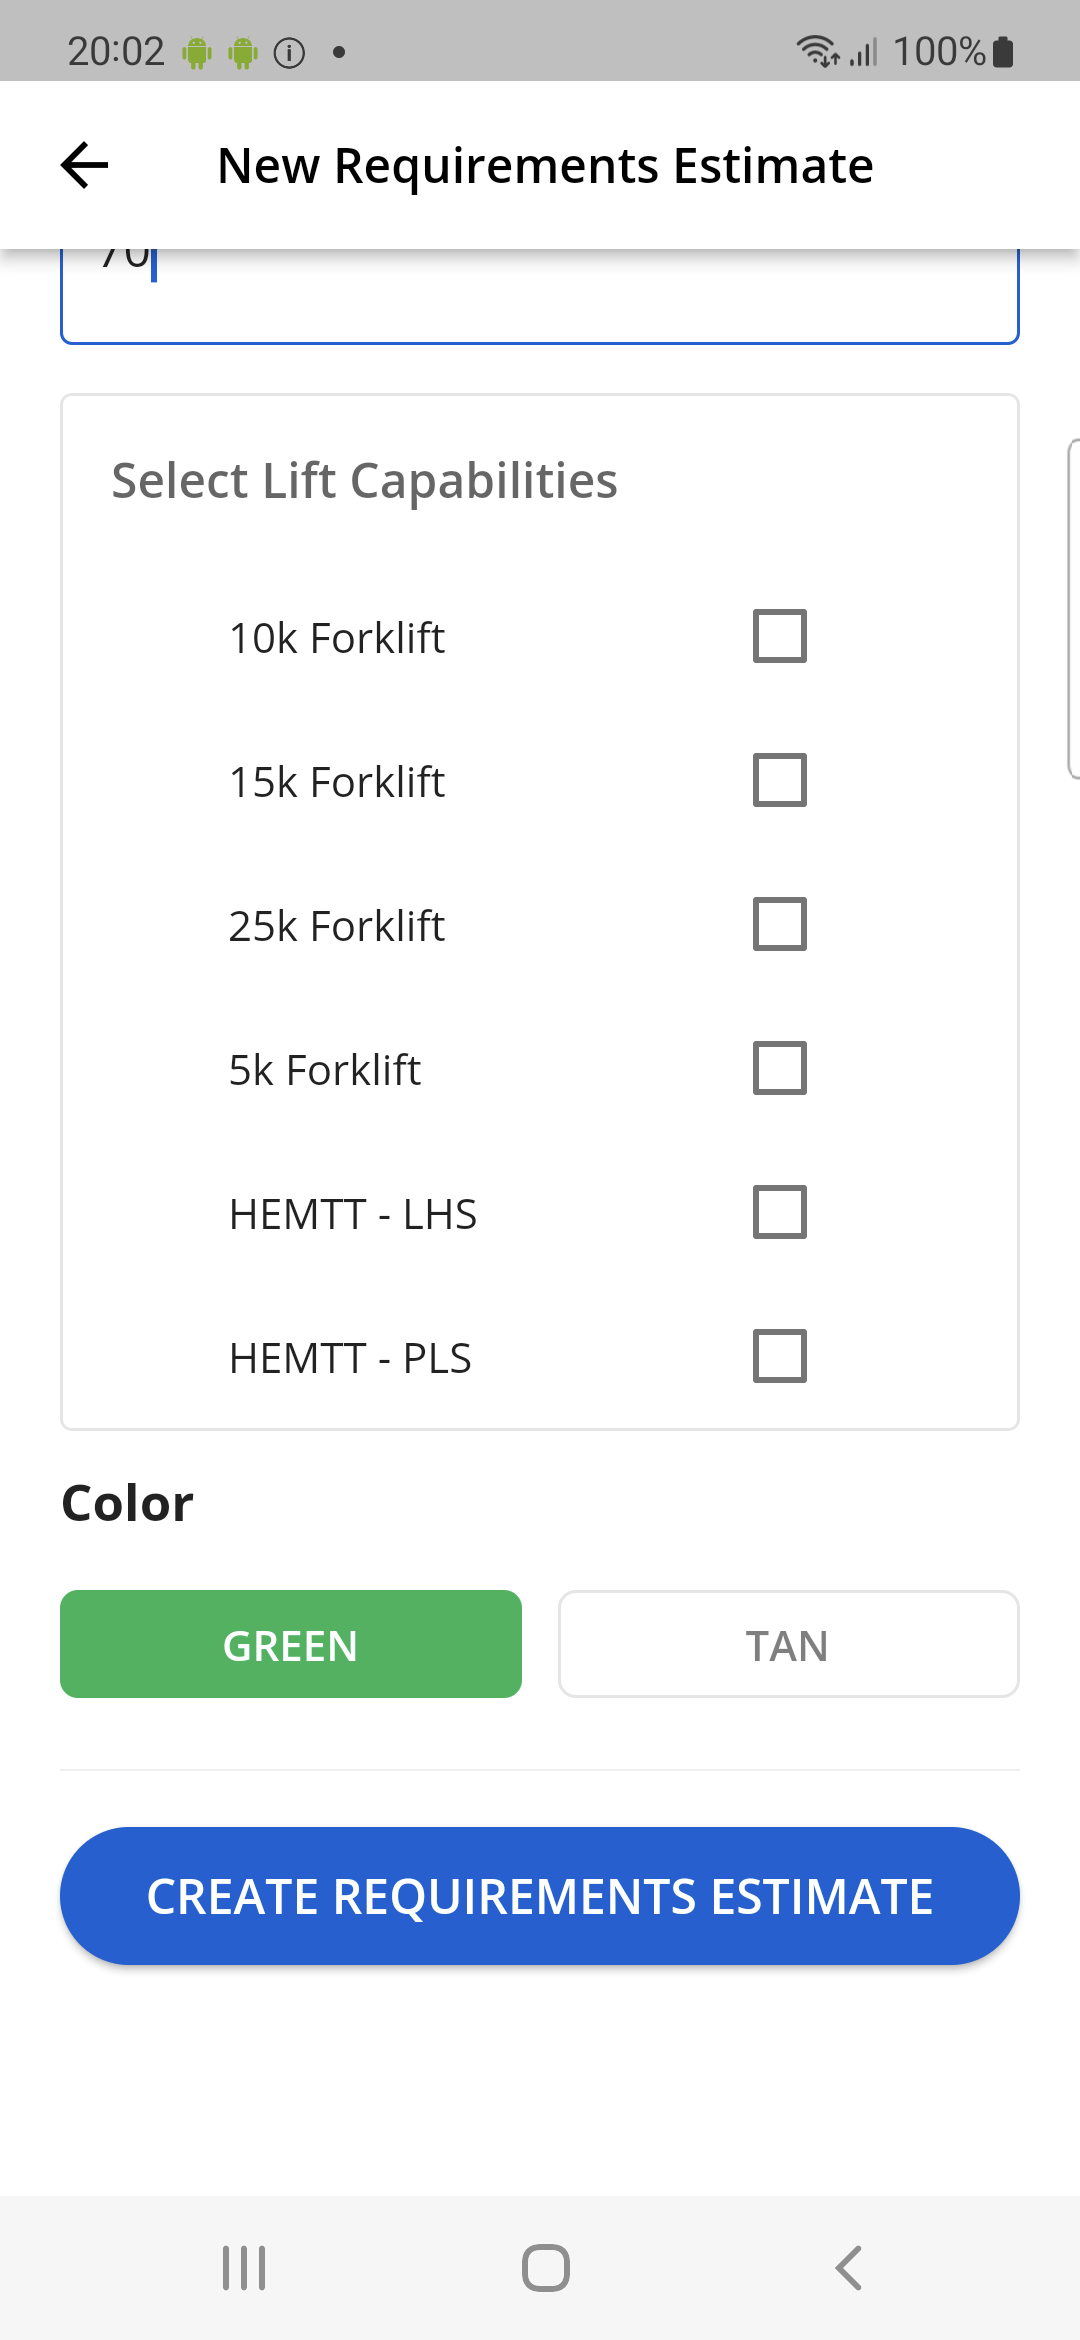 20:02
100%
New Requirements Estimate
70
Select Lift Capabilities
10k Forklift
15k Forklift
25k Forklift
5k Forklift
HEMTT - LHS
HEMTT - PLS
Color
GREEN
TAN
CREATE REQUIREMENTS ESTIMATE